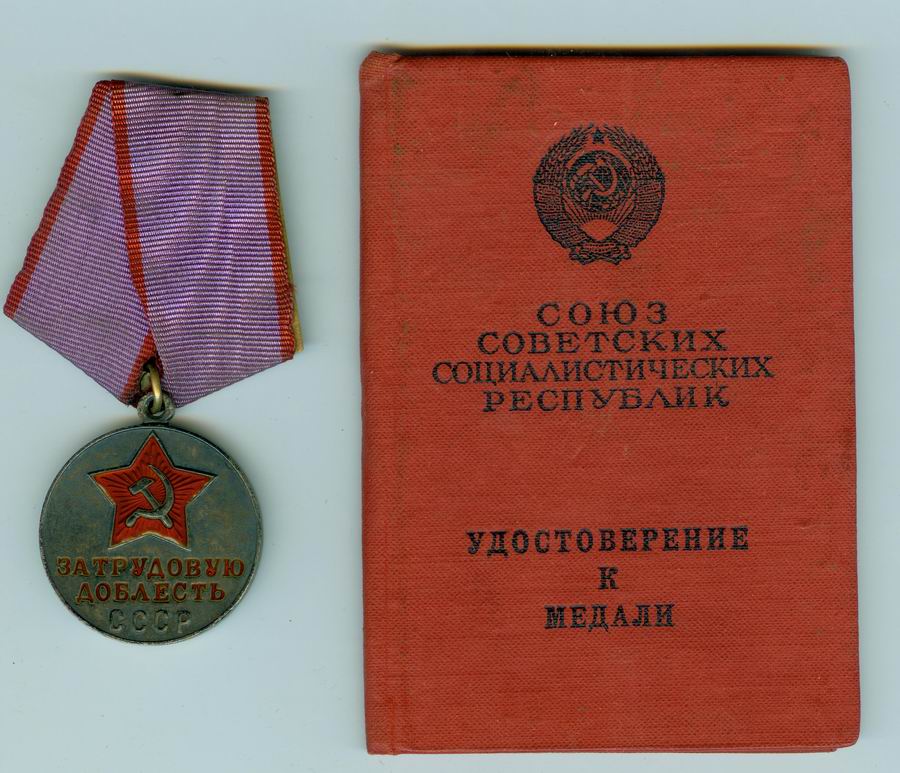 ЗА ТРУДОВУЮ
ДОБЛЕСТЬ
СССР
СОЮЗ
СОВЕТСКИХ
СОЦИАЛИСТИЧЕСКИХ
РЕСПУБЛИК
УДОСТОВЕРЕНИЕ
К
МЕДАЛИ